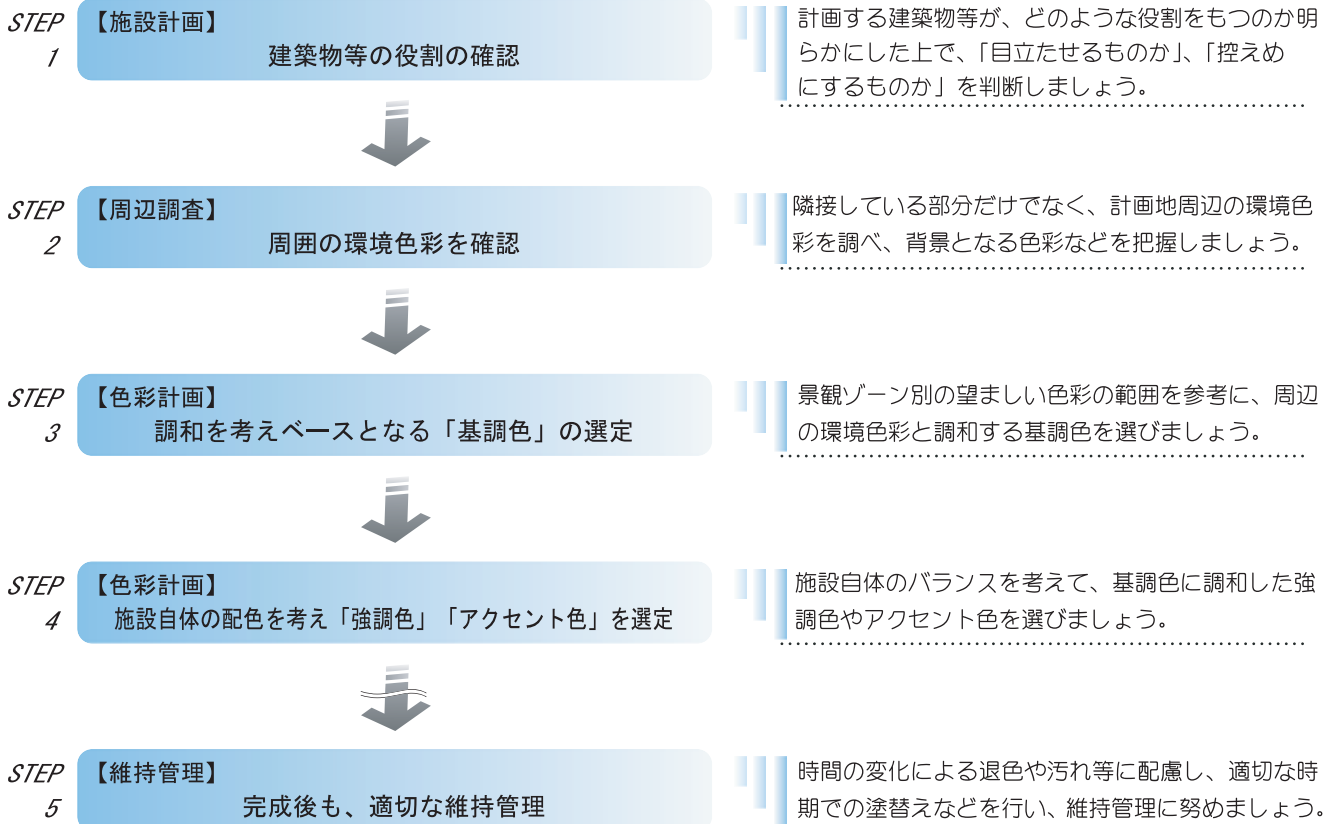 STEP
1
【施設計画】
建築物等の役割の確認
計画する建築物等が、どのような役割をもつのか明
らかにした上で、「目立たせるものか」、「控えめ
にするものか」を判断しましょう。
STEP
2
【周辺調査】
周囲の環境色彩を確認
隣接している部分だけでなく、計画地周辺の環境色
彩を調べ、背景となる色彩などを把握しましょう。
STEP
3
【色彩計画】
調和を考えベースとなる「基調色」の選定
景観ゾーン別の望ましい色彩の範囲を参考に、周辺
の環境色彩と調和する基調色を選びましょう。
STEP
4
【色彩計画】
施設自体の配色を考え「強調色」「アクセント色」を選定
施設自体のバランスを考えて、基調色に調和した強
調色やアクセント色を選びましょう。
STEP
5
【維持管理】
完成後も、適切な維持管理
時間の変化による退色や汚れ等に配慮し、適切な時
期での塗替えなどを行い、維持管理に努めましょう。